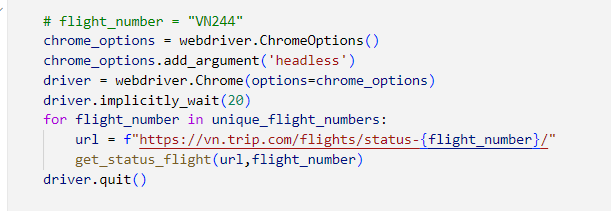 # flight_number = "VN244"
chrome_options = webdriver.ChromeOptions()
chrome_options.add_argument('headless')
driver = webdriver.Chrome(options=chrome_options)
driver.implicitly_wait(20)
for flight_number in unique_flight_numbers:
    url = f"https://vn.trip.com/flights/status-{flight_number}/"
    get_status_flight(url,flight_number)
driver.quit()